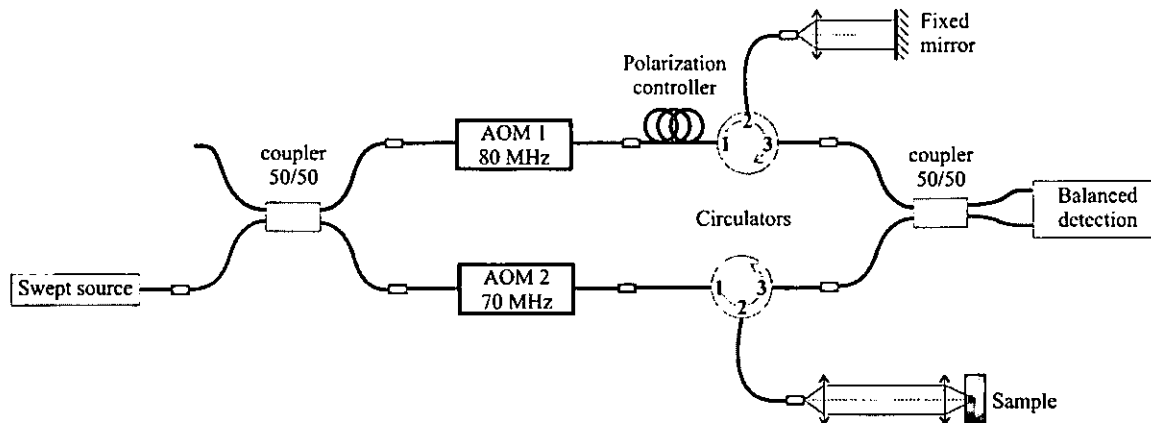 Fixed
mirror
Polarization
controller
2
AOM 1
80 MHz
1
3
coupler
50/50
coupler
50/50
Balanced
detection
Circulators
Swept source
AOM 2
70 MHz
1
3
2
Sample